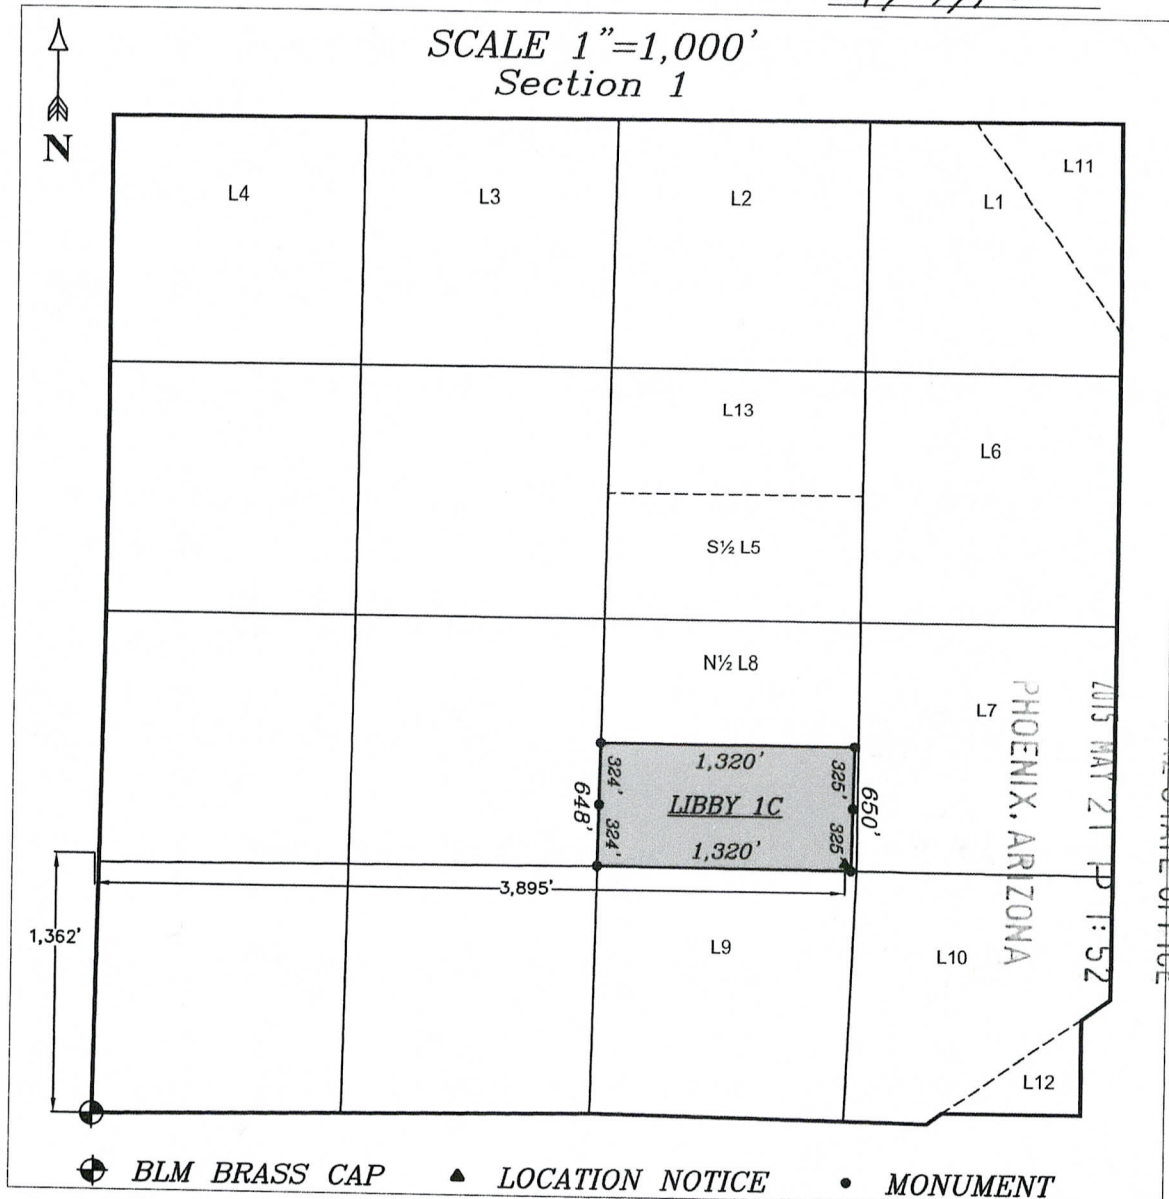 SCALE 1"=1,000'
Section 1
N
L4
L3
L2
L1
L11
L13
L6
S½ L5
N½ L8
L7
1,320'
324'
325'
648'
LIBBY 1C
650'
324'
325'
1,320'
3,895'
1,362'
L9
L10
L12
PHOENIX, ARIZONA
2015 MAY 21 P 1:52
BLM BRASS CAP
LOCATION NOTICE
MONUMENT